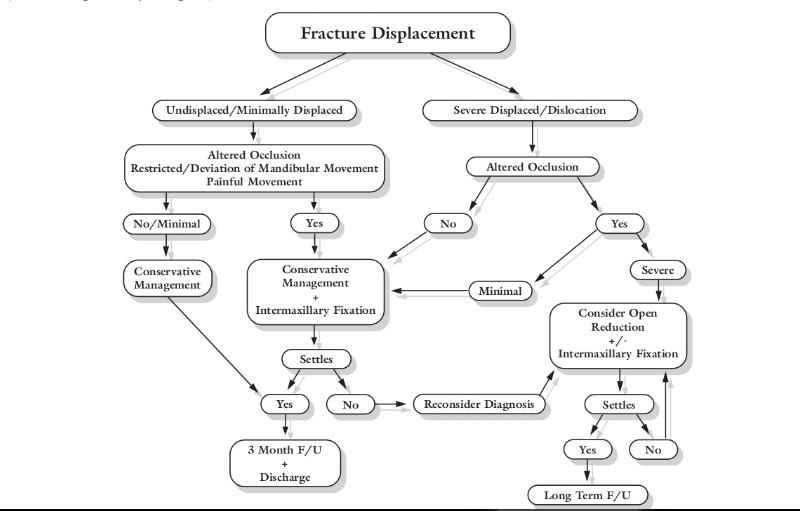 Fracture Displacement
Undisplaced/Minimally Displaced
Severe Displaced/Dislocation
Altered Occlusion
Restricted/Deviation of Mandibular Movement
Painful Movement
Altered Occlusion
No/Minimal
Yes
No
Yes
Conservative
Management
Conservative
Management
+
Intermaxillary Fixation
Minimal
Severe
Consider Open
Reduction
+/-
Intermaxillary Fixation
Settles
Yes
No
Reconsider Diagnosis
Settles
3 Month F/U
+
Discharge
Yes
No
Long Term F/U